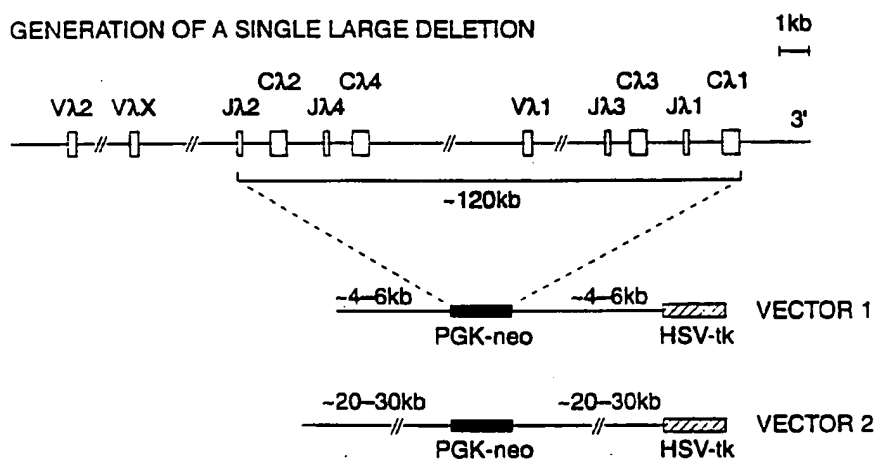 GENERATION OF A SINGLE LARGE DELETION
1kb
Vλ2 VλX Jλ2 Cλ2 Jλ4 Cλ4 Vλ1 Jλ3 Cλ3 Jλ1 Cλ1 3'
~120kb
~4–6kb ~4–6kb VECTOR 1
PGK-neo HSV-tk
~20–30kb ~20–30kb
VECTOR 2
PGK-neo HSV-tk